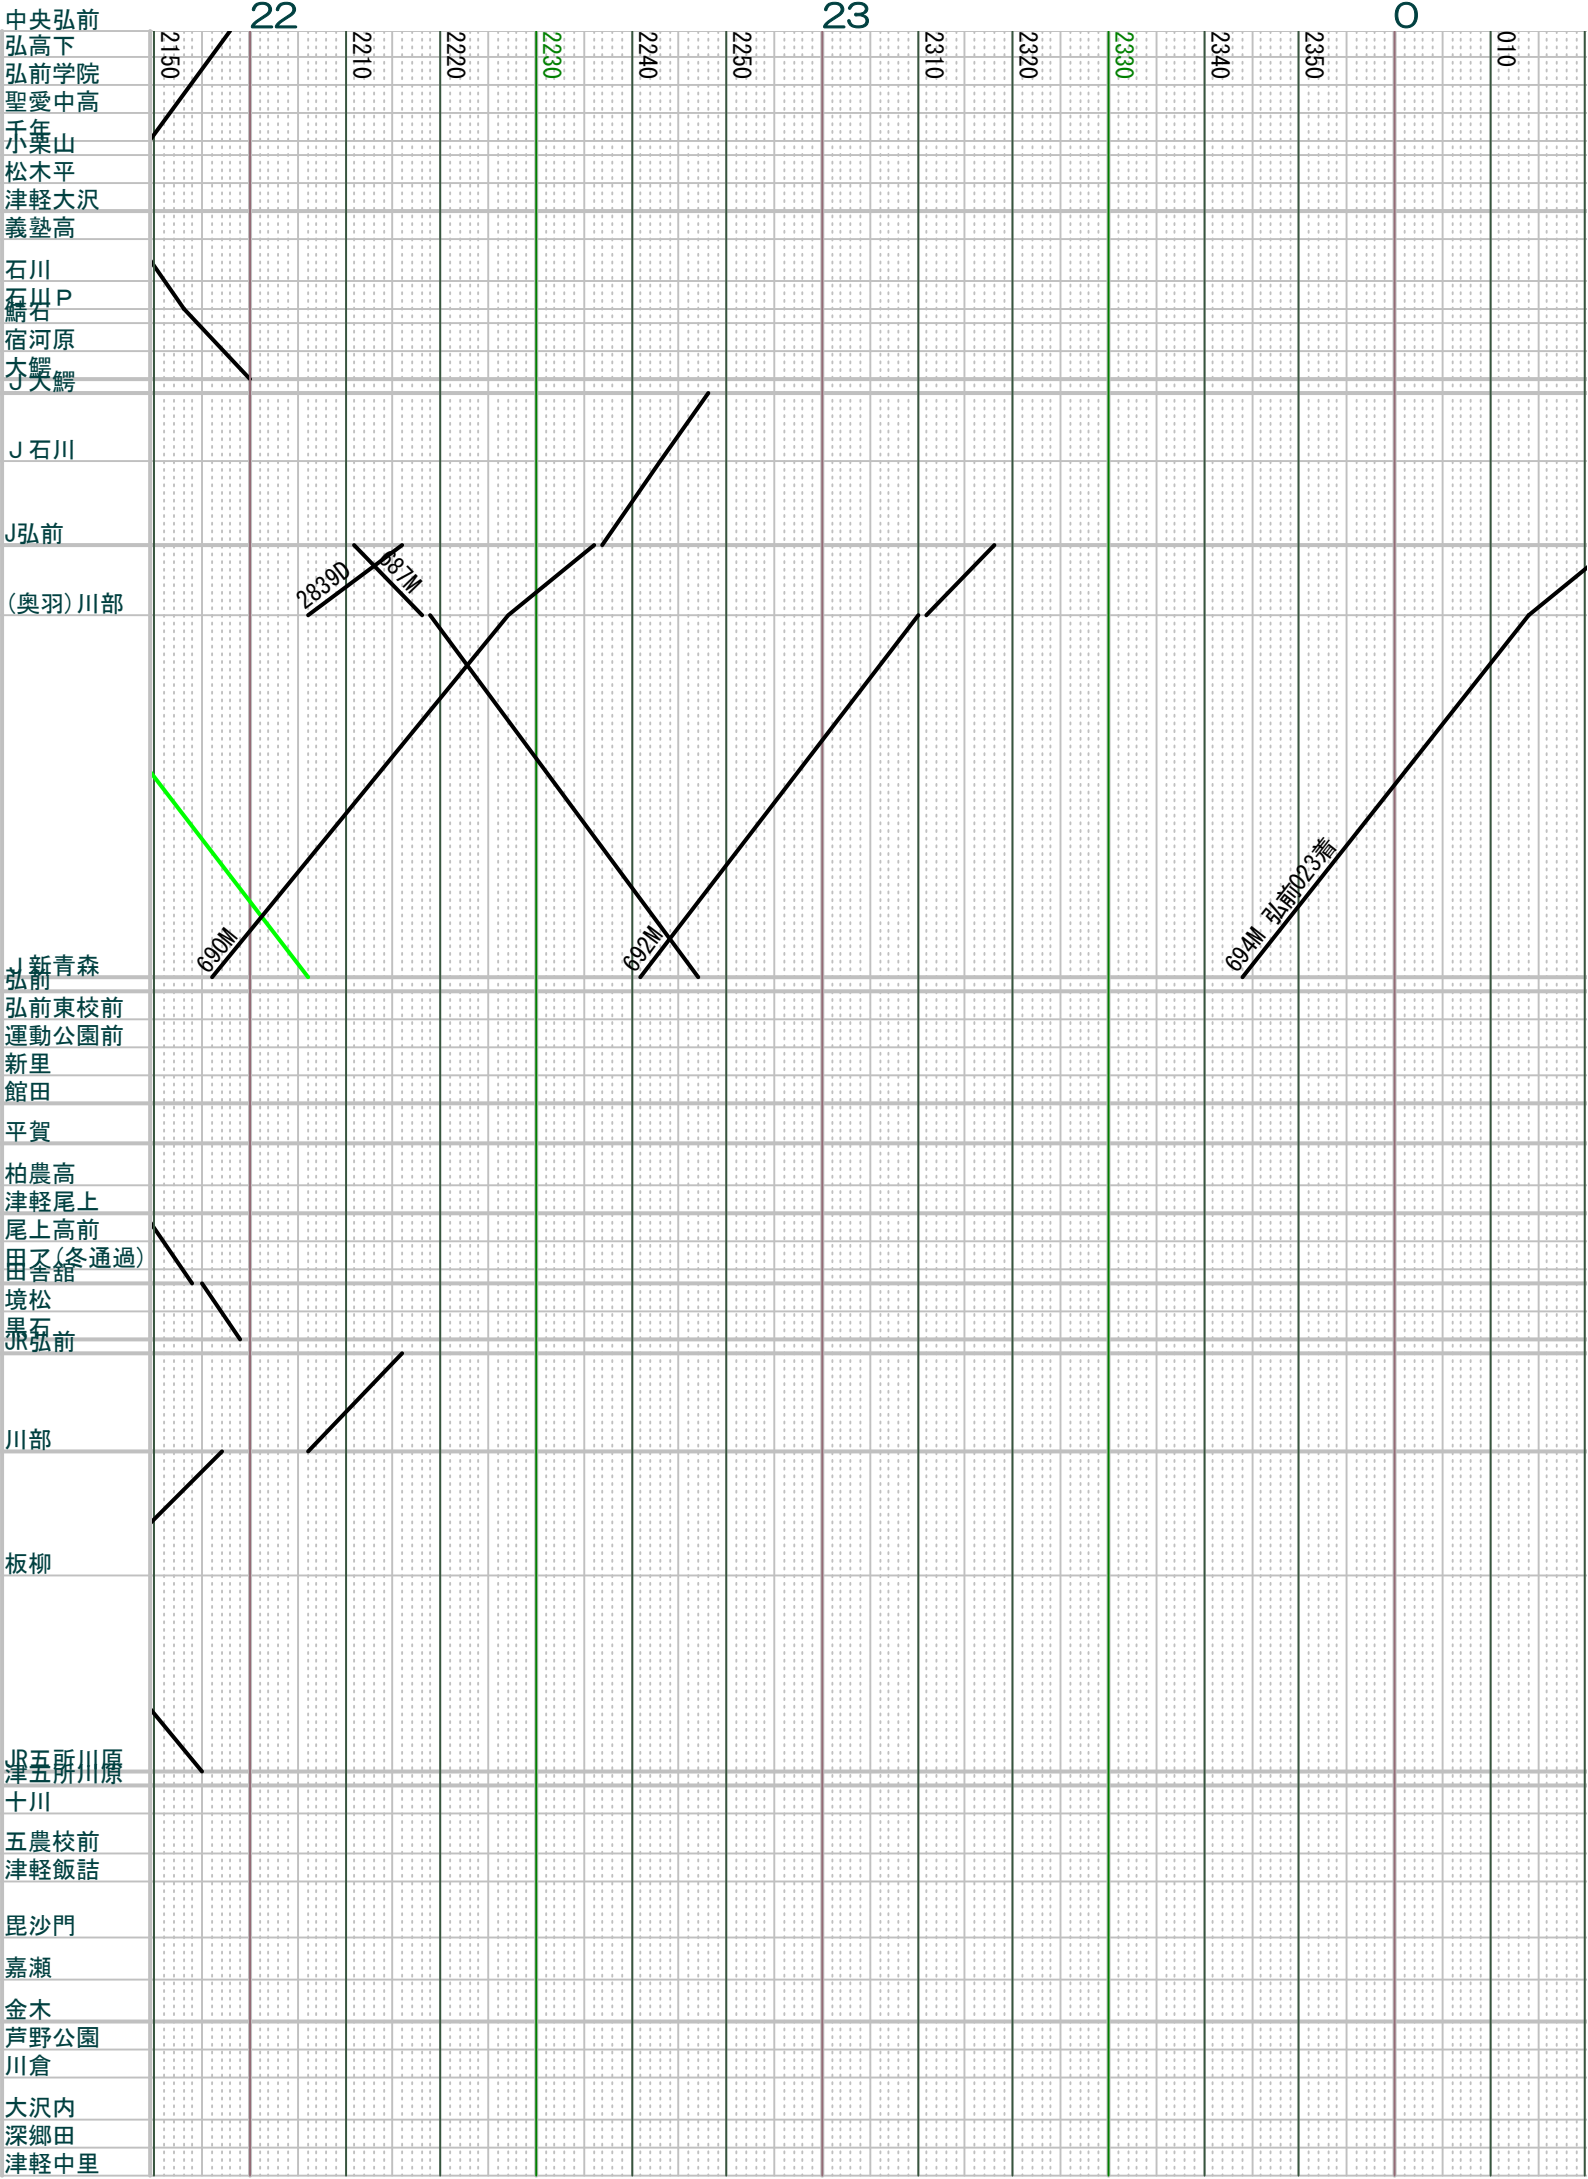 22 23 0
中央弘前
2150 2210 2220 2230 2240 2250 2310 2320 2330 2340 2350 010
弘高下
弘前学院
聖愛中高
千年
小栗山
松木平
津軽大沢
義塾高
石川
石川Ｐ
鯖石
宿河原
大鰐
Ｊ大鰐
Ｊ石川
J弘前
2839D
687M
(奥羽)川部
694M 弘前023着
690M
692M
Ｊ新青森
弘前
弘前東校前
運動公園前
新里
館田
平賀
柏農高
津軽尾上
尾上高前
田ア(冬通過)
田舎舘
境松
黒石
JR弘前
川部
板柳
JR五所川原
津五所川原
十川
五農校前
津軽飯詰
毘沙門
嘉瀬
金木
芦野公園
川倉
大沢内
深郷田
津軽中里